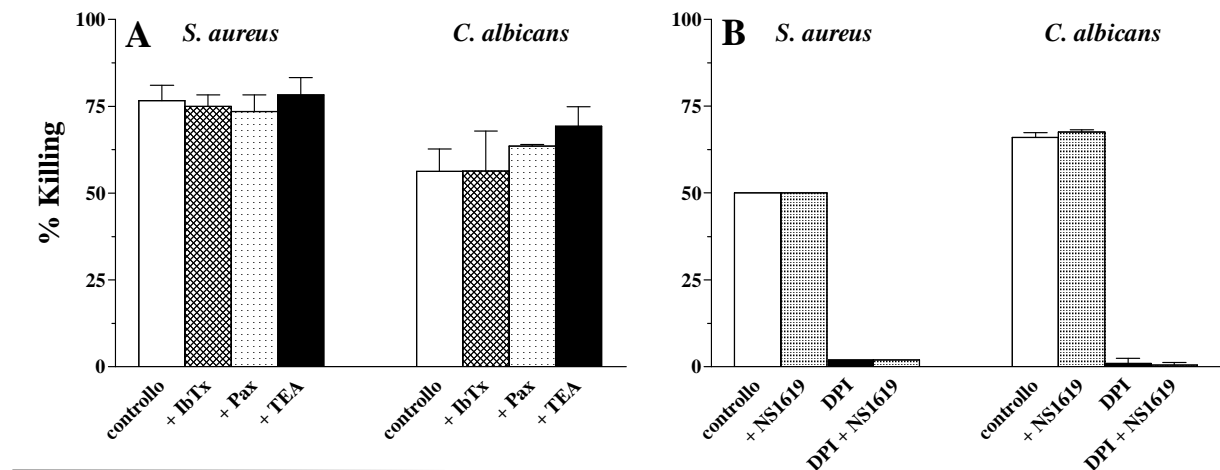 A
S. aureus
C. albicans
% Killing
100
75
50
25
0
controllo
+ IbTx
+ Pax
+ TEA
controllo
+ IbTx
+ Pax
+ TEA
B
S. aureus
C. albicans
100
75
50
25
0
controllo
+ NS1619
DPI
DPI + NS1619
controllo
+ NS1619
DPI
DPI + NS1619